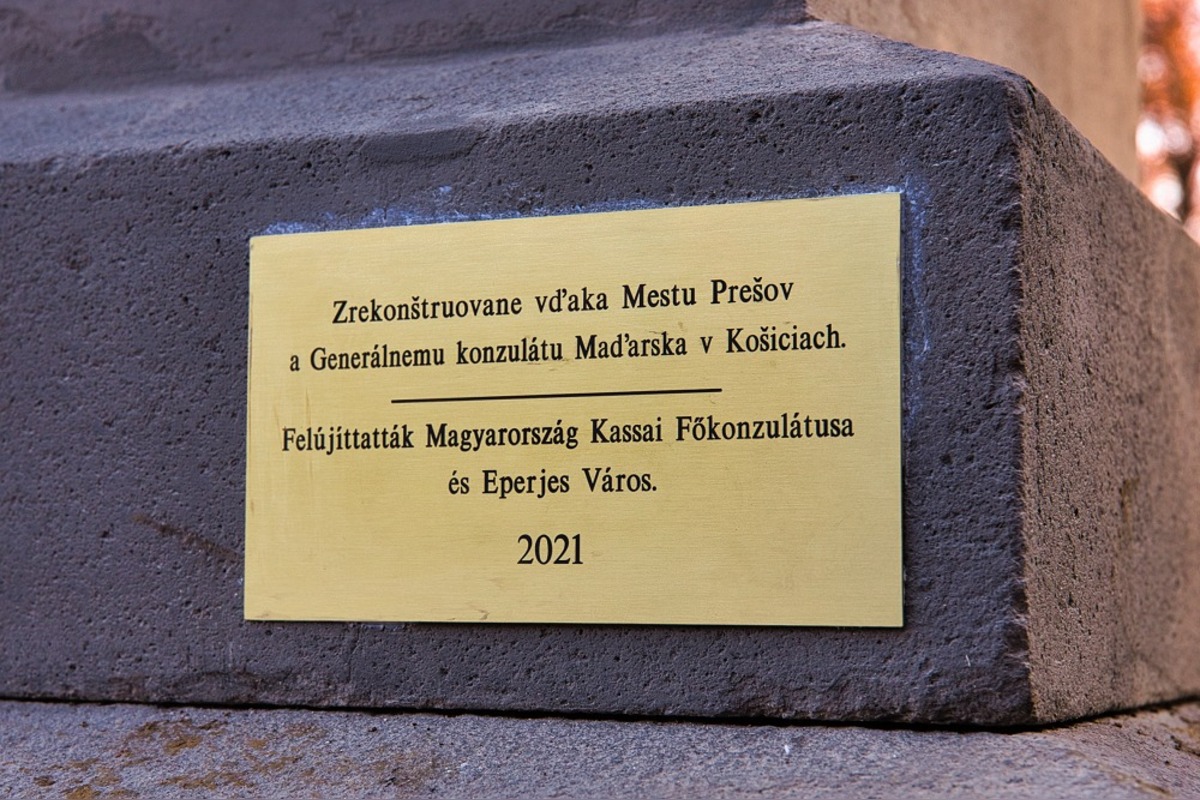 Zrekonštruovane vďaka Mestu Prešov
a Generálnemu konzulátu Maďarska v Košiciach.
Felújíttatták Magyarország Kassai Főkonzulátusa
és Eperjes Város.
2021